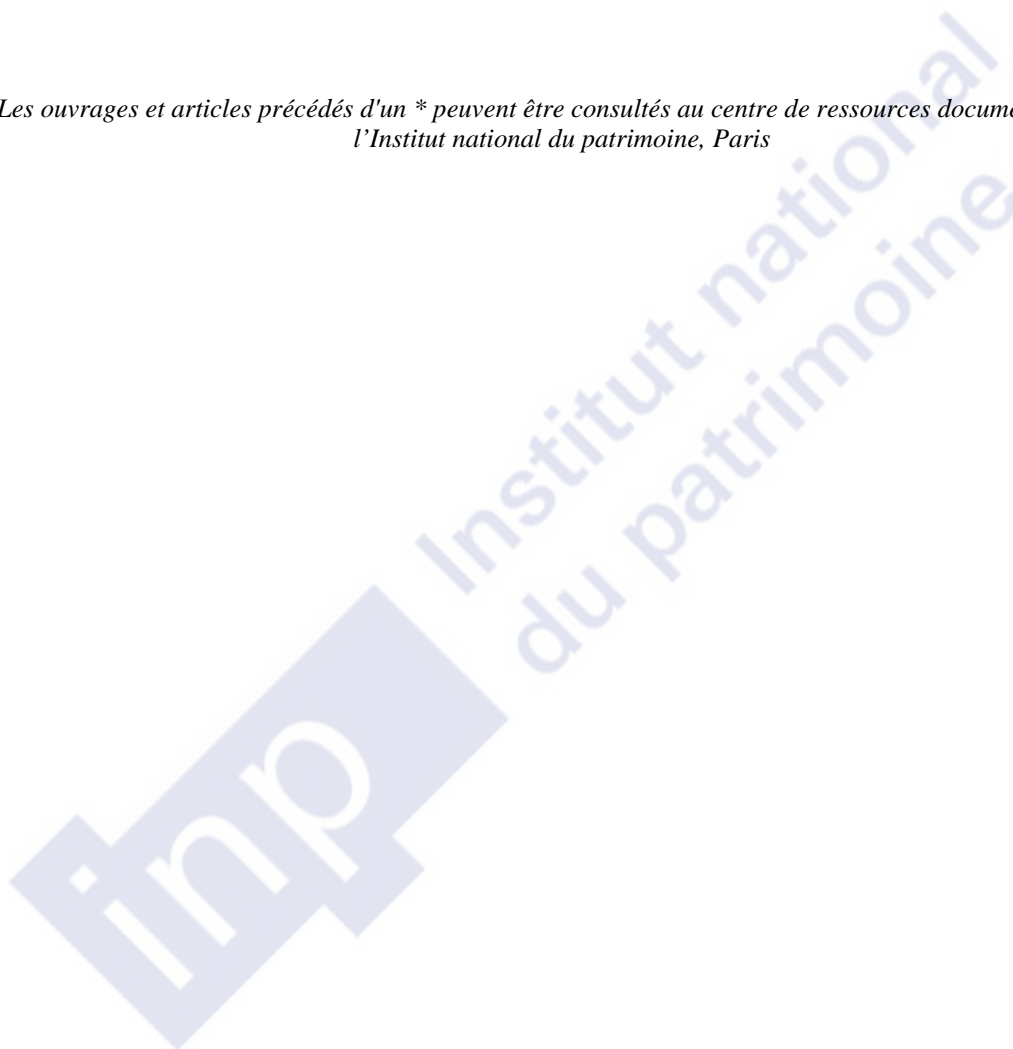 Les ouvrages et articles précédés d'un * peuvent être consultés au centre de ressources
l’Institut national du patrimoine, Paris
Institut national
du patrimoine
inp